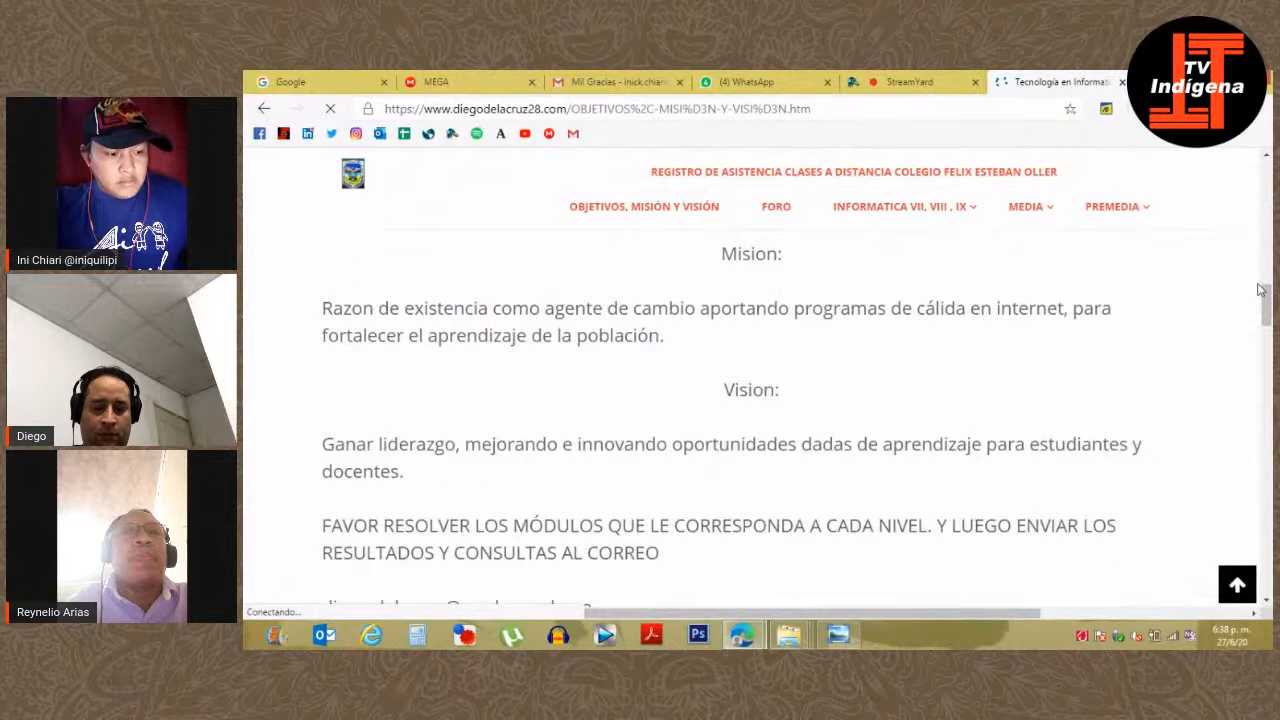 TV
Indígena
Google
MEGA
Mil Gracias - inick.chiari
(4) WhatsApp
StreamYard
Tecnología en Informati
https://www.diegodelacruz28.com/OBJETIVOS%2C-MISI%D3N-Y-VISI%D3N.htm
REGISTRO DE ASISTENCIA CLASES A DISTANCIA COLEGIO FELIX ESTEBAN OLLER
OBJETIVOS, MISIÓN Y VISIÓN FORO INFORMATICA VII, VIII , IX MEDIA PREMEDIA
Mision:
Razon de existencia como agente de cambio aportando programas de cálida en internet, para
fortalecer el aprendizaje de la población.
Vision:
Ganar liderazgo, mejorando e innovando oportunidades dadas de aprendizaje para estudiantes y
docentes.
FAVOR RESOLVER LOS MÓDULOS QUE LE CORRESPONDA A CADA NIVEL. Y LUEGO ENVIAR LOS
RESULTADOS Y CONSULTAS AL CORREO
Conectando...
Ps
6:38 p. m.
27/6/20
Ini Chiari @iniquilipi
Diego
Reynelio Arias